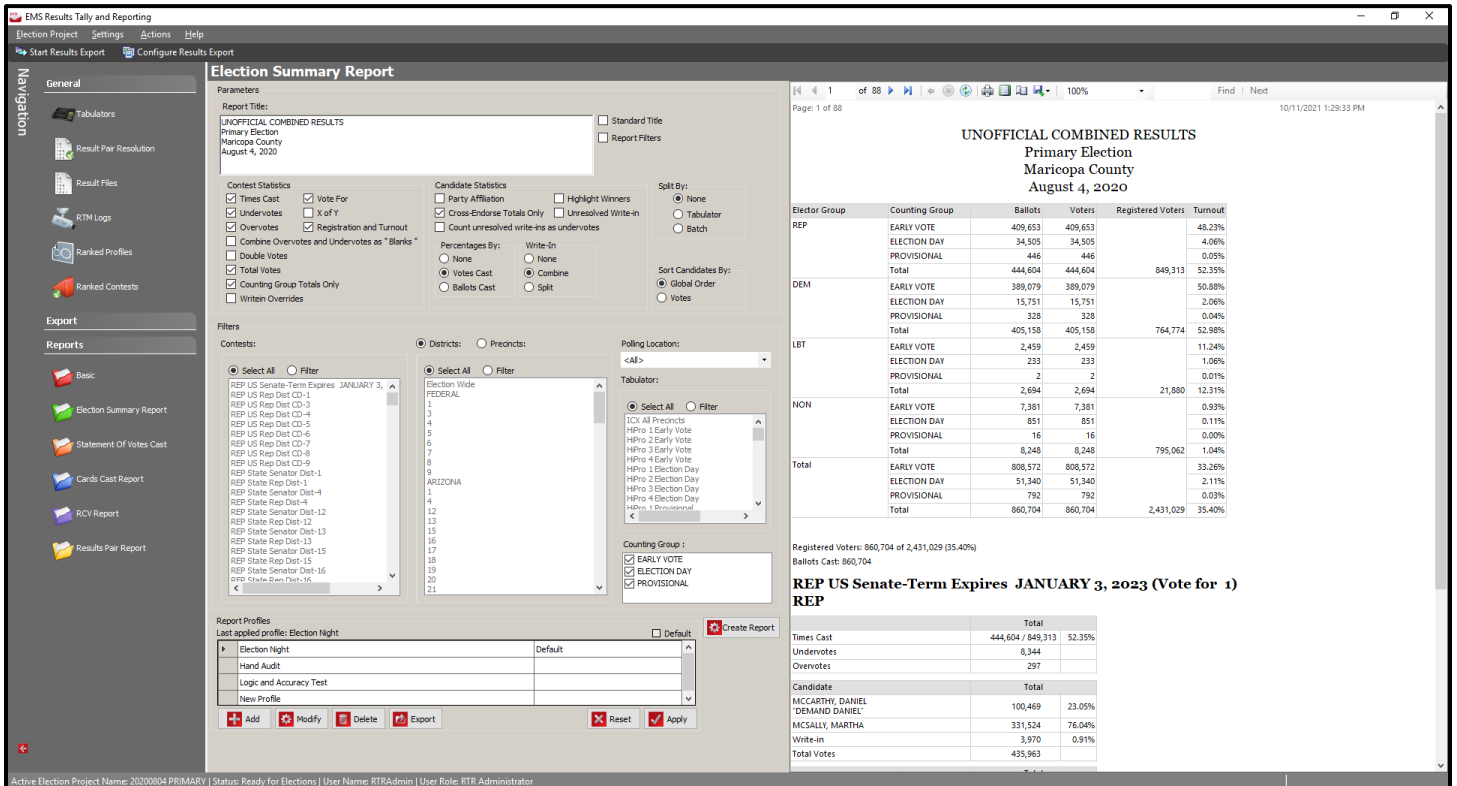 EMS Results Tally and Reporting
Election Project Settings Actions Help
Start Results Export Configure Results Export
Navigation
General
Tabulators
Result Pair Resolution
Result Files
RTM Logs
Ranked Profiles
Ranked Contests
Export
Reports
Basic
Election Summary Report
Statement Of Votes Cast
Cards Cast Report
RCV Report
Results Pair Report
Election Summary Report
Parameters
Report Title:
UNOFFICIAL COMBINED RESULTS
Primary Election
Maricopa County
August 4, 2020
Standard Title
Report Filters
Contest Statistics
Times Cast Vote For
Undervotes X of Y
Overvotes Registration and Turnout
Combine Overvotes and Undervotes as " Blanks "
Double Votes
Total Votes
Counting Group Totals Only
Writein Overrides
Candidate Statistics
Party Affiliation Highlight Winners
Cross-Endorse Totals Only Unresolved Write-in
Count unresolved write-ins as undervotes
Percentages By: Write-In
None None
Votes Cast Combine
Ballots Cast Split
Split By:
None
Tabulator
Batch
Sort Candidates By:
Global Order
Votes
Filters
Contests:
Select All Filter
REP US Senate-Term Expires JANUARY 3,
REP US Rep Dist CD-1
REP US Rep Dist CD-3
REP US Rep Dist CD-4
REP US Rep Dist CD-5
REP US Rep Dist CD-6
REP US Rep Dist CD-7
REP US Rep Dist CD-8
REP US Rep Dist CD-9
REP State Senator Dist-1
REP State Rep Dist-1
REP State Senator Dist-4
REP State Rep Dist-4
REP State Senator Dist-12
REP State Rep Dist-12
REP State Senator Dist-13
REP State Rep Dist-13
REP State Senator Dist-15
REP State Rep Dist-15
REP State Senator Dist-16
REP State Rep Dist-16
Districts: Precincts:
Select All Filter
Election Wide
FEDERAL
1
3
4
5
6
7
8
9
ARIZONA
1
4
12
13
15
16
17
18
19
20
21
Polling Location:
<All>
Tabulator:
Select All Filter
ICX All Precincts
HiPro 1 Early Vote
HiPro 2 Early Vote
HiPro 3 Early Vote
HiPro 4 Early Vote
HiPro 1 Election Day
HiPro 2 Election Day
HiPro 3 Election Day
HiPro 4 Election Day
HiPro 1 Provisional
Counting Group :
EARLY VOTE
ELECTION DAY
PROVISIONAL
Report Profiles
Last applied profile: Election Night
Default
Create Report
Election Night Default
Hand Audit
Logic and Accuracy Test
New Profile
Add Modify Delete Export Reset Apply
1 of 88 100% Find | Next
Page: 1 of 88 10/11/2021 1:29:33 PM
UNOFFICIAL COMBINED RESULTS
Primary Election
Maricopa County
August 4, 2020
Elector Group Counting Group Ballots Voters Registered Voters Turnout
REP EARLY VOTE 409,653 409,653 48.23%
ELECTION DAY 34,505 34,505 4.06%
PROVISIONAL 446 446 0.05%
Total 444,604 444,604 849,313 52.35%
DEM EARLY VOTE 389,079 389,079 50.88%
ELECTION DAY 15,751 15,751 2.06%
PROVISIONAL 328 328 0.04%
Total 405,158 405,158 764,774 52.98%
LBT EARLY VOTE 2,459 2,459 11.24%
ELECTION DAY 233 233 1.06%
PROVISIONAL 2 2 0.01%
Total 2,694 2,694 21,880 12.31%
NON EARLY VOTE 7,381 7,381 0.93%
ELECTION DAY 851 851 0.11%
PROVISIONAL 16 16 0.00%
Total 8,248 8,248 795,062 1.04%
Total EARLY VOTE 808,572 808,572 33.26%
ELECTION DAY 51,340 51,340 2.11%
PROVISIONAL 792 792 0.03%
Total 860,704 860,704 2,431,029 35.40%
Registered Voters: 860,704 of 2,431,029 (35.40%)
Ballots Cast: 860,704
REP US Senate-Term Expires JANUARY 3, 2023 (Vote for 1)
REP
Total
Times Cast 444,604 / 849,313 52.35%
Undervotes 8,344
Overvotes 297
Candidate Total
MCCARTHY, DANIEL
"DEMAND DANIEL" 100,469 23.05%
MCSALLY, MARTHA 331,524 76.04%
Write-in 3,970 0.91%
Total Votes 435,963
Active Election Project Name: 20200804 PRIMARY | Status: Ready for Elections | User Name: RTRAdmin | User Role: RTR Administrator